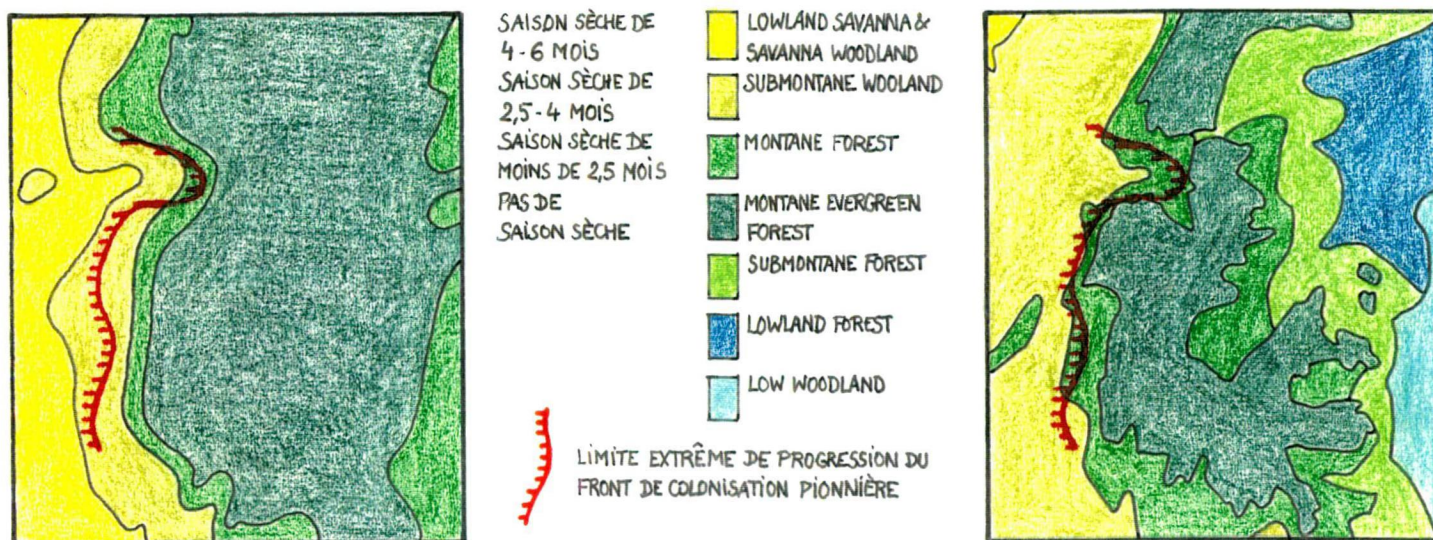 SAISON SÈCHE DE
4-6 MOIS
SAISON SÈCHE DE
2,5-4 MOIS
SAISON SÈCHE DE
MOINS DE 2,5 MOIS
PAS DE
SAISON SÈCHE
LOWLAND SAVANNA &
SAVANNA WOODLAND
SUBMONTANE WOOLAND
MONTANE FOREST
MONTANE EVERGREEN
FOREST
SUBMONTANE FOREST
LOWLAND FOREST
LOW WOODLAND
LIMITE EXTRÊME DE PROGRESSION DU
FRONT DE COLONISATION PIONNIÈRE